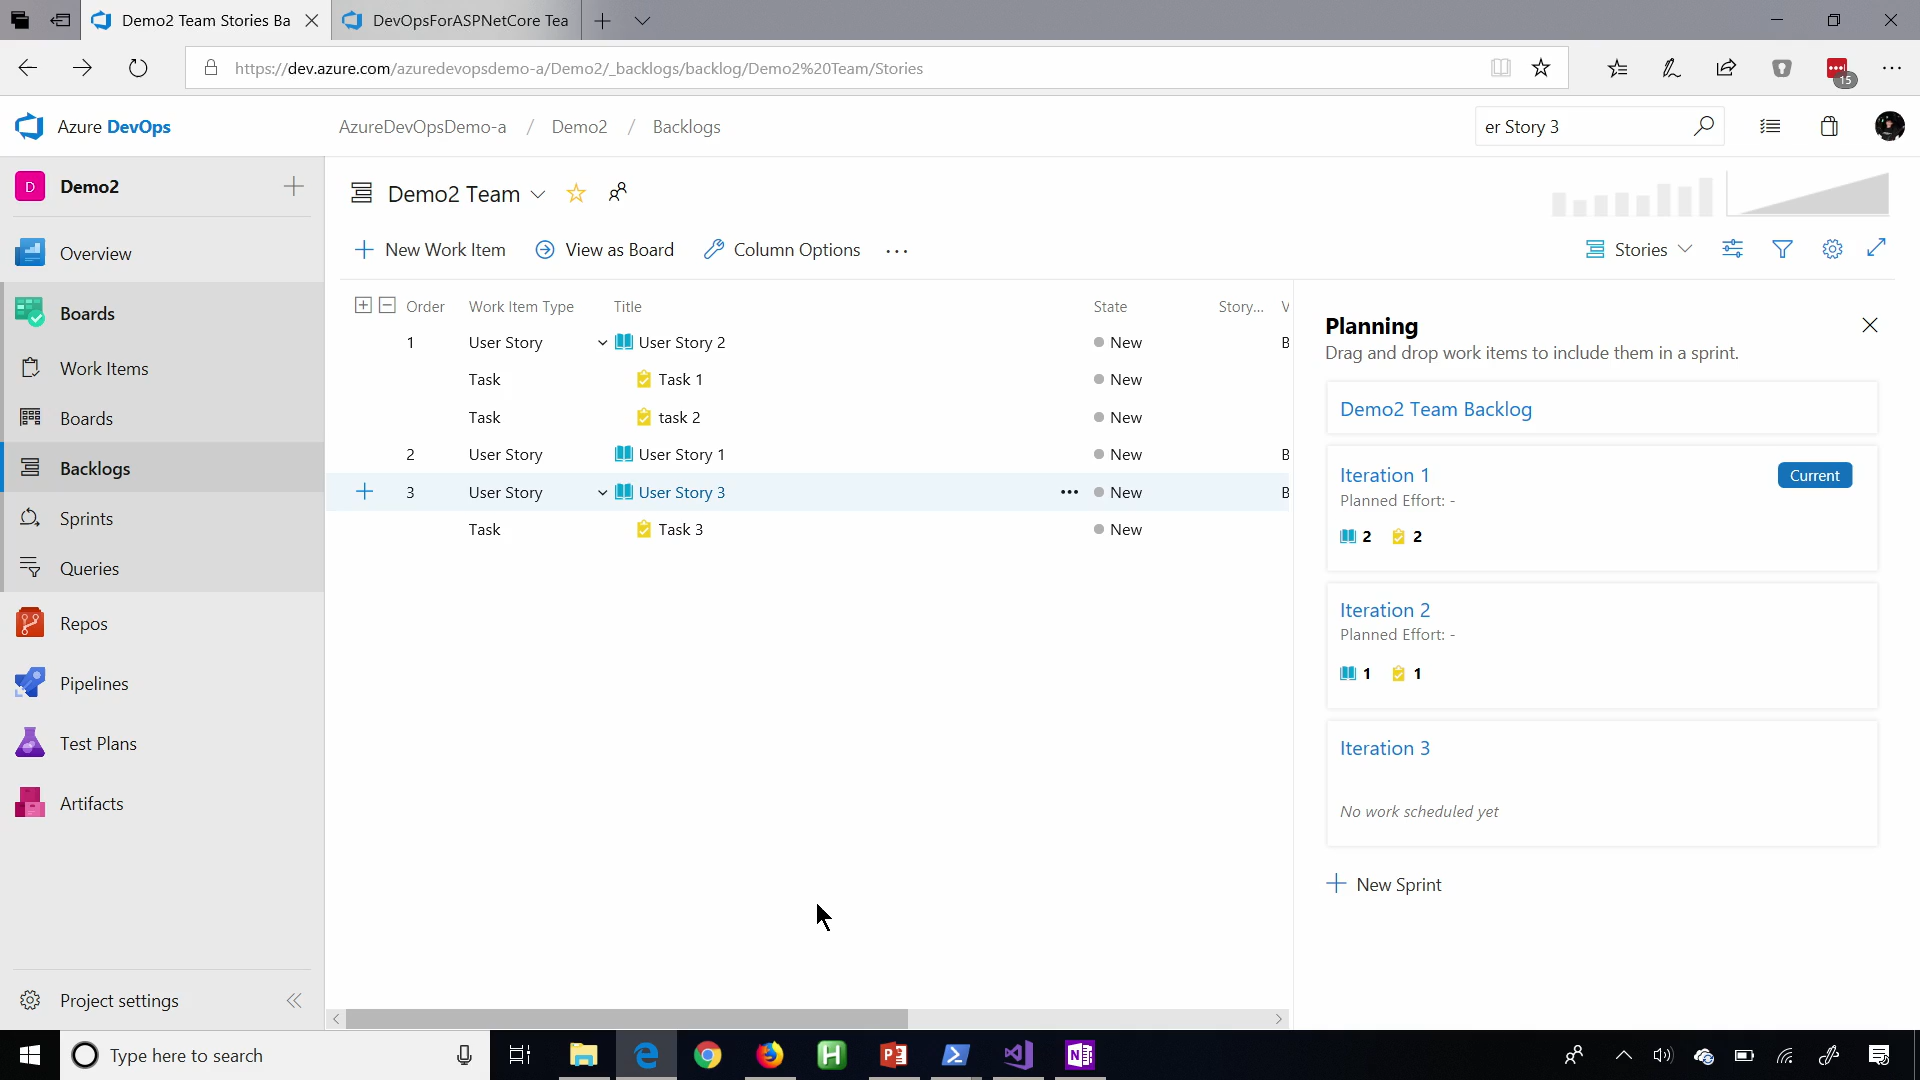 Demo2 Team Stories Ba
DevOpsForASPNetCore Tea
https://dev.azure.com/azuredevopsdemo-a/Demo2/_backlogs/backlog/Demo2%20Team/Stories
15
Azure DevOps
AzureDevOpsDemo-a / Demo2 / Backlogs
er Story 3
D Demo2
Demo2 Team
Overview
New Work Item View as Board Column Options
Stories
Boards
Work Items
Boards
Backlogs
Sprints
Queries
Repos
Pipelines
Test Plans
Artifacts
Project settings
Order Work Item Type Title State Story... V
1 User Story User Story 2 New B
Task Task 1 New
Task task 2 New
2 User Story User Story 1 New B
3 User Story User Story 3 New B
Task Task 3 New
Planning
Drag and drop work items to include them in a sprint.
Demo2 Team Backlog
Iteration 1 Current
Planned Effort: -
2 2
Iteration 2
Planned Effort: -
1 1
Iteration 3
No work scheduled yet
New Sprint
Type here to search